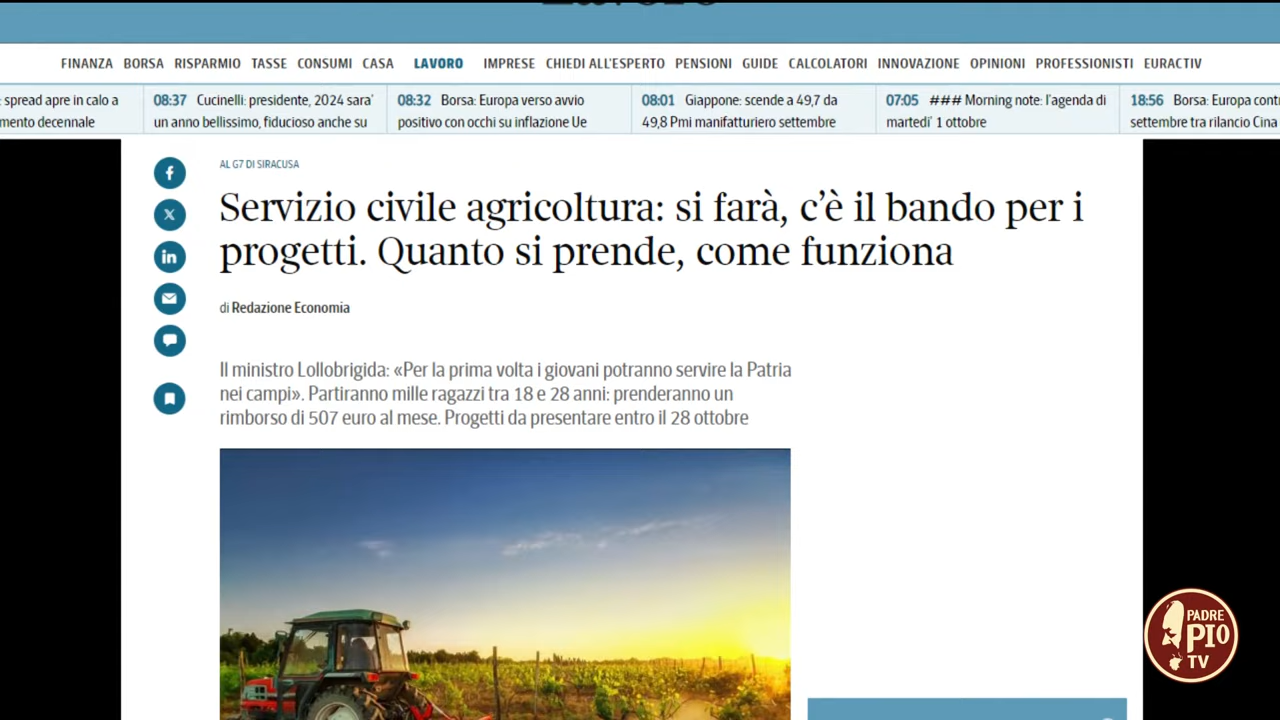 FINANZA BORSA RISPARMIO TASSE CONSUMI CASA LAVORO IMPRESE CHIEDI ALL'ESPERTO PENSIONI GUIDE CALCOLATORI INNOVAZIONE OPINIONI PROFESSIONISTI EURACTIV
: spread apre in calo a
mento decennale
08:37 Cucinelli: presidente, 2024 sara'
un anno bellissimo, fiducioso anche su
08:32 Borsa: Europa verso avvio
positivo con occhi su inflazione Ue
08:01 Giappone: scende a 49,7 da
49,8 Pmi manifatturiero settembre
07:05 ### Morning note: l'agenda di
martedi' 1 ottobre
18:56 Borsa: Europa cont
settembre tra rilancio Cina
AL G7 DI SIRACUSA
Servizio civile agricoltura: si farà, c'è il bando per i
progetti. Quanto si prende, come funziona
di Redazione Economia
Il ministro Lollobrigida: «Per la prima volta i giovani potranno servire la Patria
nei campi». Partiranno mille ragazzi tra 18 e 28 anni: prenderanno un
rimborso di 507 euro al mese. Progetti da presentare entro il 28 ottobre
PADRE
PIO
TV